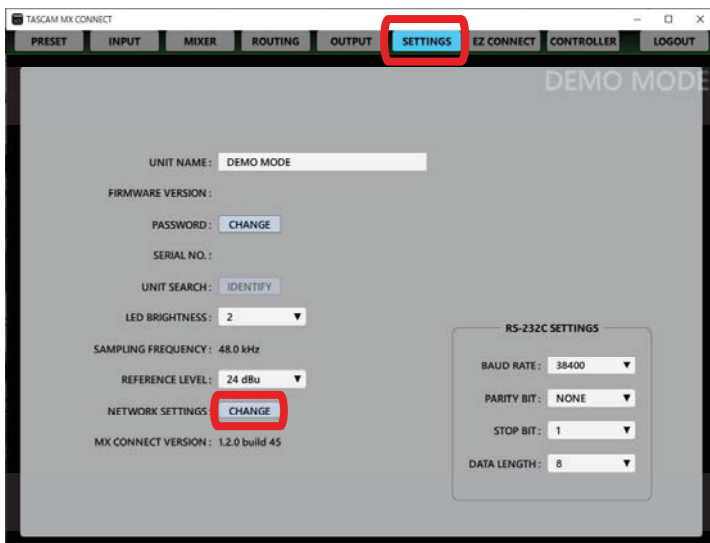 TASCAM MX CONNECT
PRESET INPUT MIXER ROUTING OUTPUT SETTINGS EZ CONNECT CONTROLLER LOGOUT
DEMO MODE
UNIT NAME : DEMO MODE
FIRMWARE VERSION :
PASSWORD : CHANGE
SERIAL NO. :
UNIT SEARCH : IDENTIFY
LED BRIGHTNESS : 2
SAMPLING FREQUENCY : 48.0 kHz
REFERENCE LEVEL : 24 dBu
NETWORK SETTINGS : CHANGE
MX CONNECT VERSION : 1.2.0 build 45
RS-232C SETTINGS
BAUD RATE : 38400
PARITY BIT : NONE
STOP BIT : 1
DATA LENGTH : 8